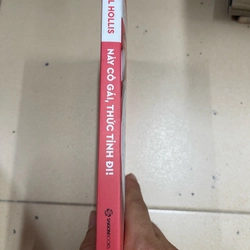 L HOLLIS
NÀY CÔ GÁI, THỨC TỈNH ĐI!